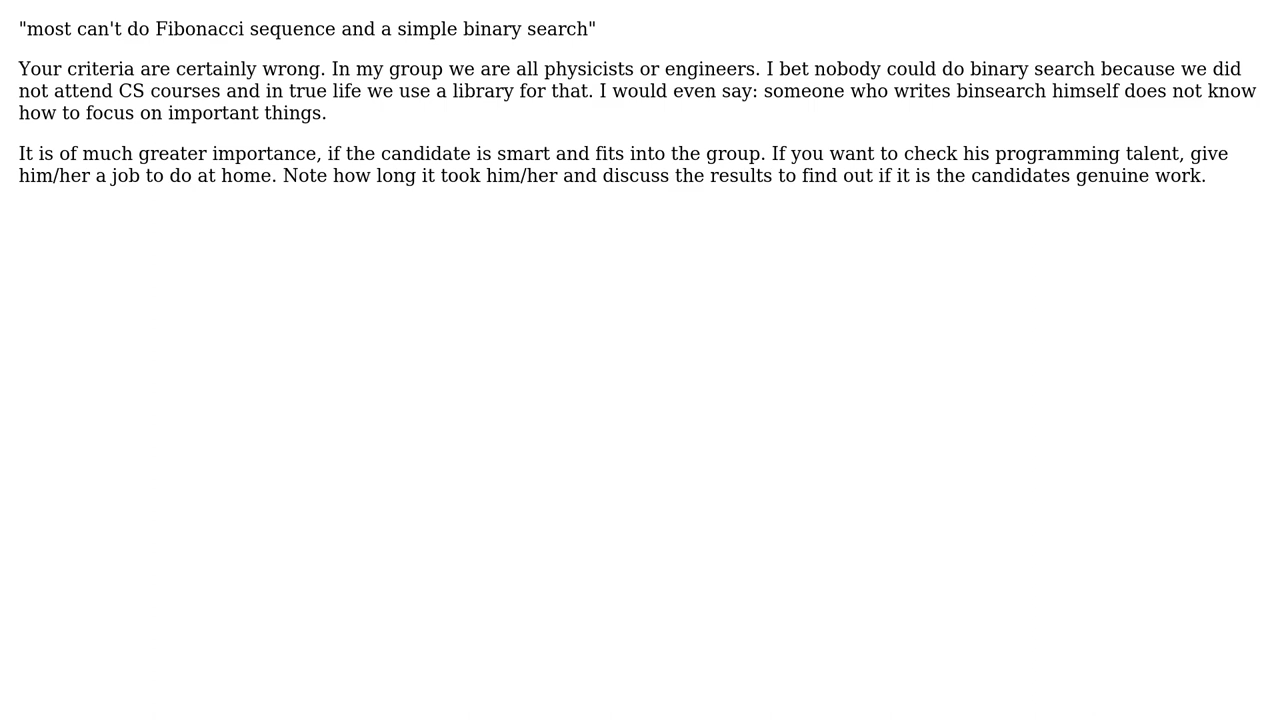 "most can't do Fibonacci sequence and a simple binary search"
Your criteria are certainly wrong. In my group we are all physicists or engineers. I bet nobody could do binary search because we did
not attend CS courses and in true life we use a library for that. I would even say: someone who writes binsearch himself does not know
how to focus on important things.
It is of much greater importance, if the candidate is smart and fits into the group. If you want to check his programming talent, give
him/her a job to do at home. Note how long it took him/her and discuss the results to find out if it is the candidates genuine work.